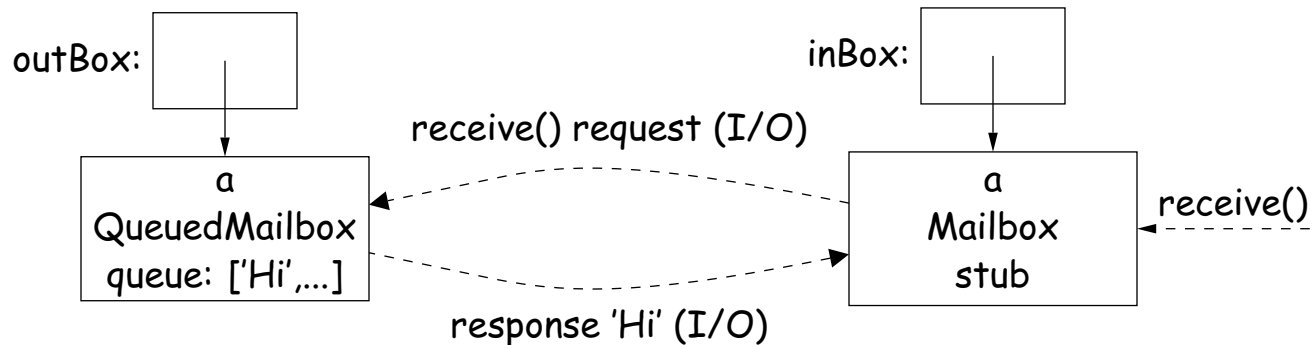 outBox:
inBox:
receive() request (I/O)
a
QueuedMailbox
queue: ['Hi',...]
a
Mailbox
stub
receive()
response 'Hi' (I/O)